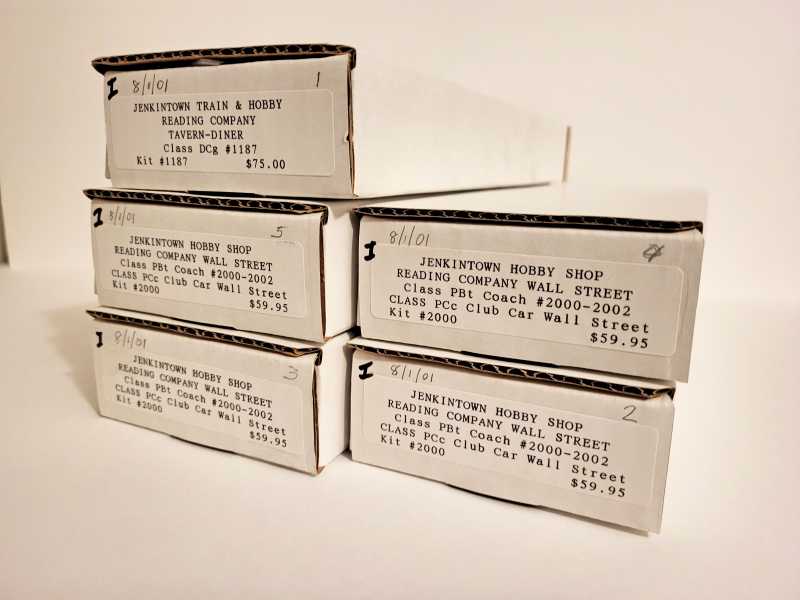 I 8/1/01 1
JENKINTOWN TRAIN & HOBBY
READING COMPANY
TAVERN-DINER
Class DCg #1187
Kit #1187 $75.00
I 8/1/01 5
JENKINTOWN HOBBY SHOP
READING COMPANY WALL STREET
Class PBt Coach #2000-2002
CLASS PCc Club Car Wall Street
Kit #2000
$59.95
I 8/1/01 4
JENKINTOWN HOBBY SHOP
READING COMPANY WALL STREET
Class PBt Coach #2000-2002
CLASS PCc Club Car Wall Street
Kit #2000
$59.95
I 8/1/01 3
JENKINTOWN HOBBY SHOP
READING COMPANY WALL STREET
Class PBt Coach #2000-2002
CLASS PCc Club Car Wall Street
Kit #2000
$59.95
I 8/1/01 2
JENKINTOWN HOBBY SHOP
READING COMPANY WALL STREET
Class PBt Coach #2000-2002
CLASS PCc Club Car Wall Street
Kit #2000
$59.95